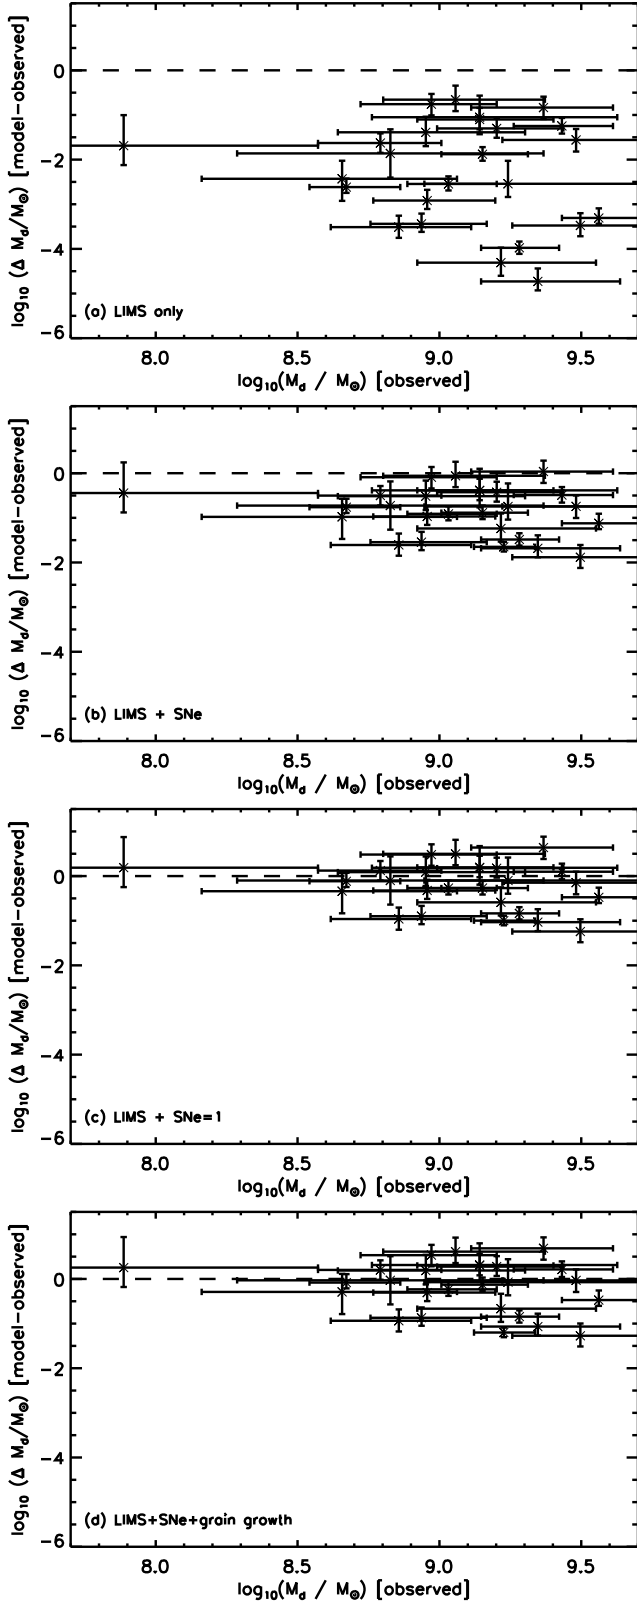 0
−2
−4
−6
log₁₀ (Δ M_d/M_⊙) [model−observed]
(a) LIMS only
8.0 8.5 9.0 9.5
log₁₀(M_d / M_⊙) [observed]
0
−2
−4
−6
log₁₀ (Δ M_d/M_⊙) [model−observed]
(b) LIMS + SNe
8.0 8.5 9.0 9.5
log₁₀(M_d / M_⊙) [observed]
0
−2
−4
−6
log₁₀ (Δ M_d/M_⊙) [model−observed]
(c) LIMS + SNe=1
8.0 8.5 9.0 9.5
log₁₀(M_d / M_⊙) [observed]
0
−2
−4
−6
log₁₀ (Δ M_d/M_⊙) [model−observed]
(d) LIMS+SNe+grain growth
8.0 8.5 9.0 9.5
log₁₀(M_d / M_⊙) [observed]